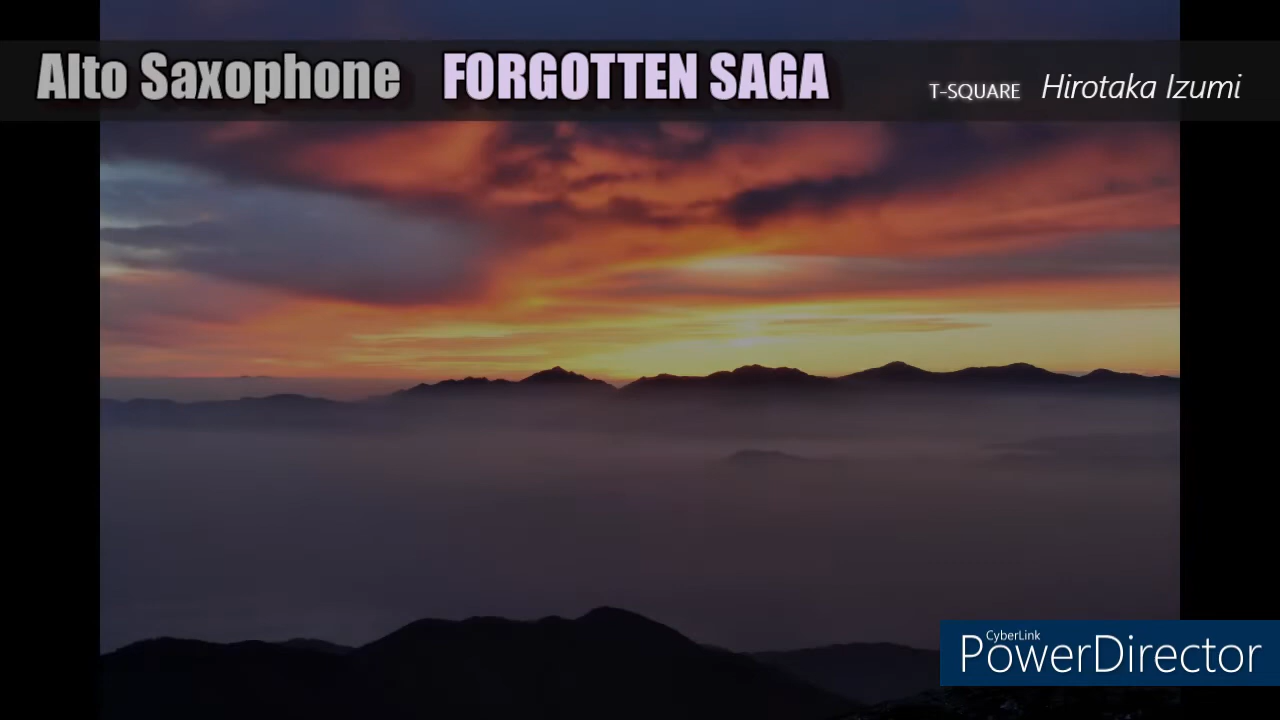 Alto Saxophone FORGOTTEN SAGA T-SQUARE Hirotaka Izumi
CyberLink
PowerDirector